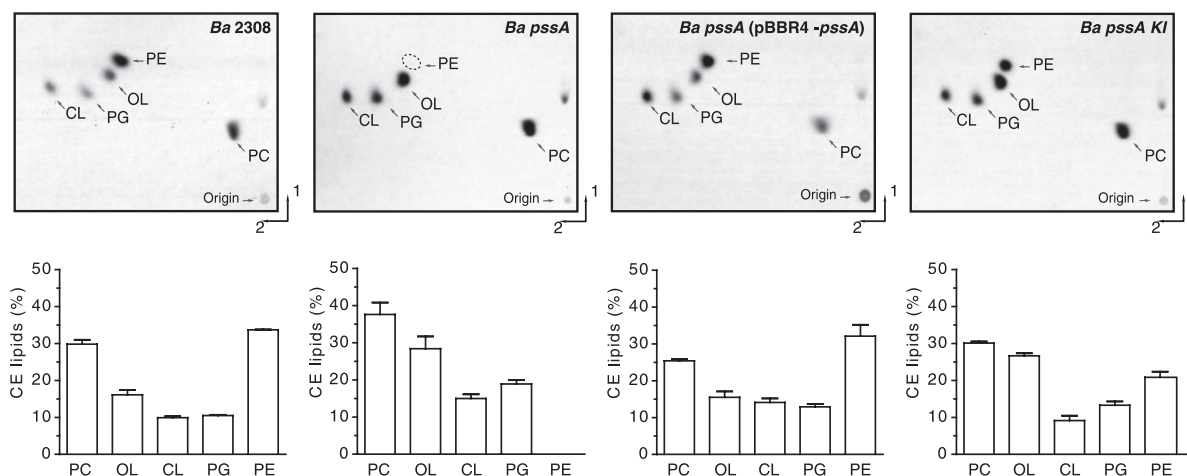 Ba 2308
PE
OL
CL
PG
PC
Origin
1
2
Ba pssA
PE
OL
CL
PG
PC
Origin
1
2
Ba pssA (pBBR4 -pssA)
PE
OL
CL
PG
PC
Origin
1
2
Ba pssA KI
PE
OL
CL
PG
PC
Origin
1
2
CE lipids (%)
50
40
30
20
10
0
PC OL CL PG PE
CE lipids (%)
50
40
30
20
10
0
PC OL CL PG PE
CE lipids (%)
50
40
30
20
10
0
PC OL CL PG PE
CE lipids (%)
50
40
30
20
10
0
PC OL CL PG PE